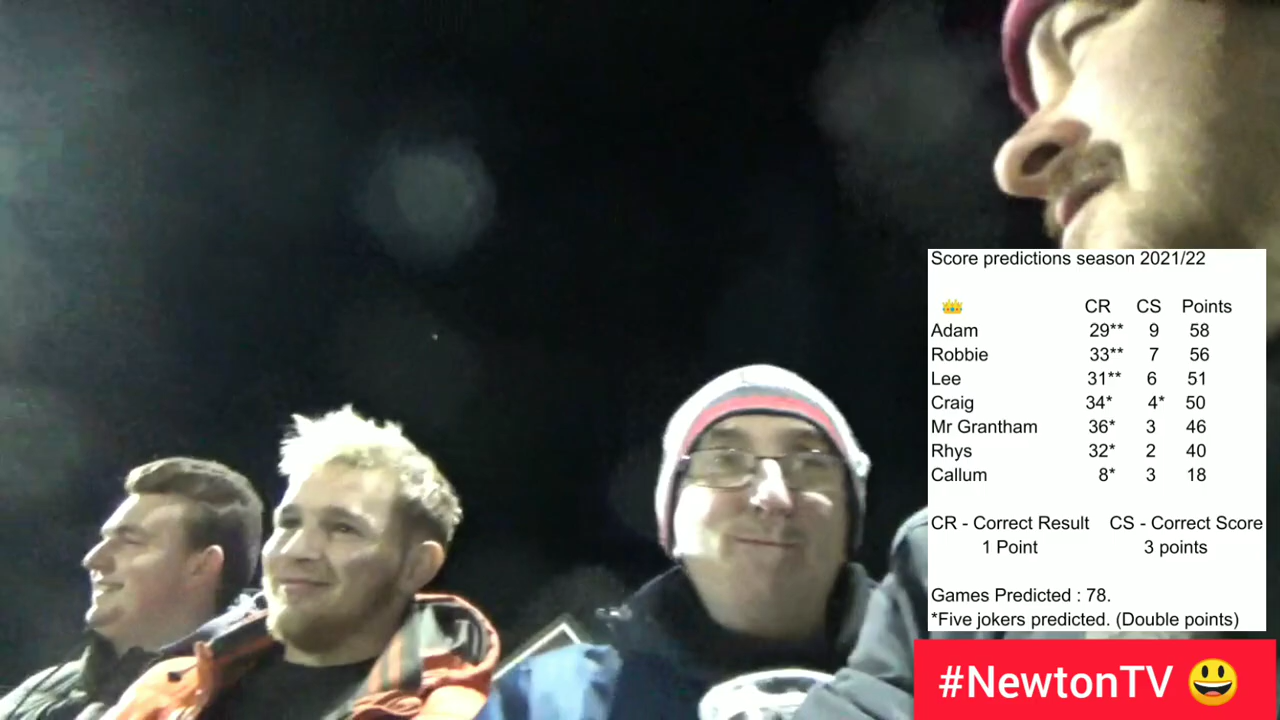 Score predictions season 2021/22
👑 CR CS Points
Adam 29** 9 58
Robbie 33** 7 56
Lee 31** 6 51
Craig 34* 4* 50
Mr Grantham 36* 3 46
Rhys 32* 2 40
Callum 8* 3 18
CR - Correct Result CS - Correct Score
1 Point 3 points
Games Predicted : 78.
*Five jokers predicted. (Double points)
#NewtonTV 😃